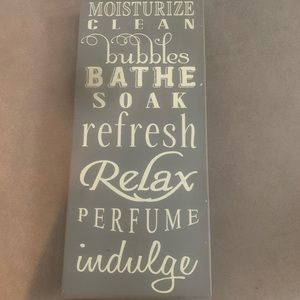 MOISTURIZE
CLEAN
bubbles
BATHE
SOAK
refresh
Relax
PERFUME
indulge